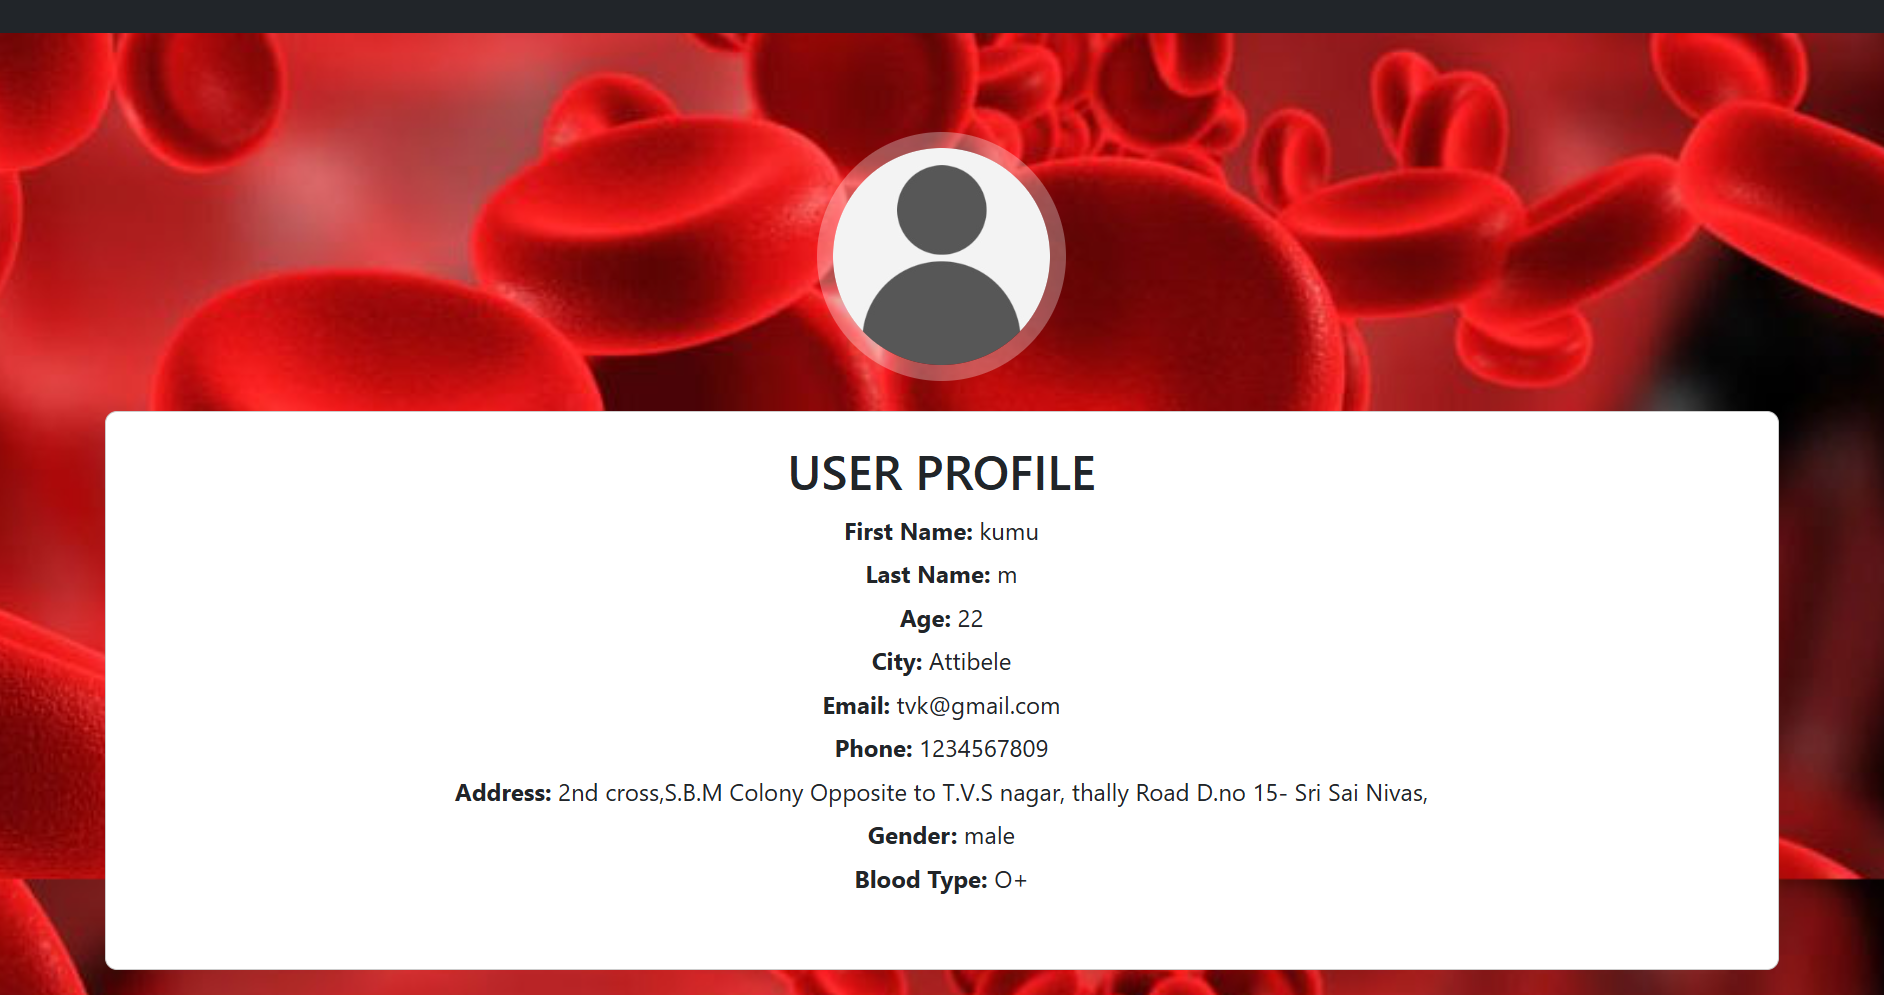 USER PROFILE
First Name: kumu
Last Name: m
Age: 22
City: Attibele
Email: tvk@gmail.com
Phone: 1234567809
Address: 2nd cross,S.B.M Colony Opposite to T.V.S nagar, thally Road D.no 15- Sri Sai Nivas,
Gender: male
Blood Type: O+